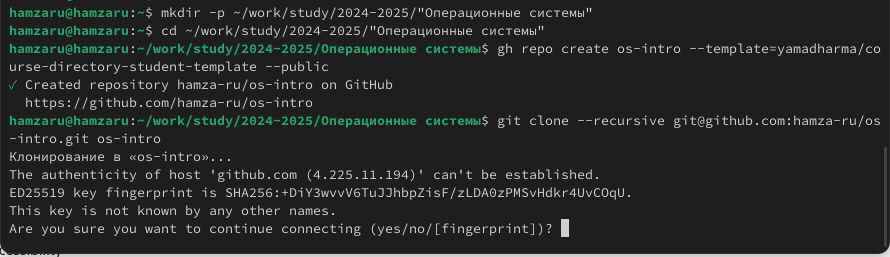 hamzaru@hamzaru:~$ mkdir -p ~/work/study/2024-2025/"Операционные системы"
hamzaru@hamzaru:~$ cd ~/work/study/2024-2025/"Операционные системы"
hamzaru@hamzaru:~/work/study/2024-2025/Операционные системы$ gh repo create os-intro --template=yamadharma/co
urse-directory-student-template --public
✓ Created repository hamza-ru/os-intro on GitHub
  https://github.com/hamza-ru/os-intro
hamzaru@hamzaru:~/work/study/2024-2025/Операционные системы$ git clone --recursive git@github.com:hamza-ru/os
-intro.git os-intro
Клонирование в «os-intro»...
The authenticity of host 'github.com (4.225.11.194)' can't be established.
ED25519 key fingerprint is SHA256:+DiY3wvvV6TuJJhbpZisF/zLDA0zPMSvHdkr4UvCOqU.
This key is not known by any other names.
Are you sure you want to continue connecting (yes/no/[fingerprint])?